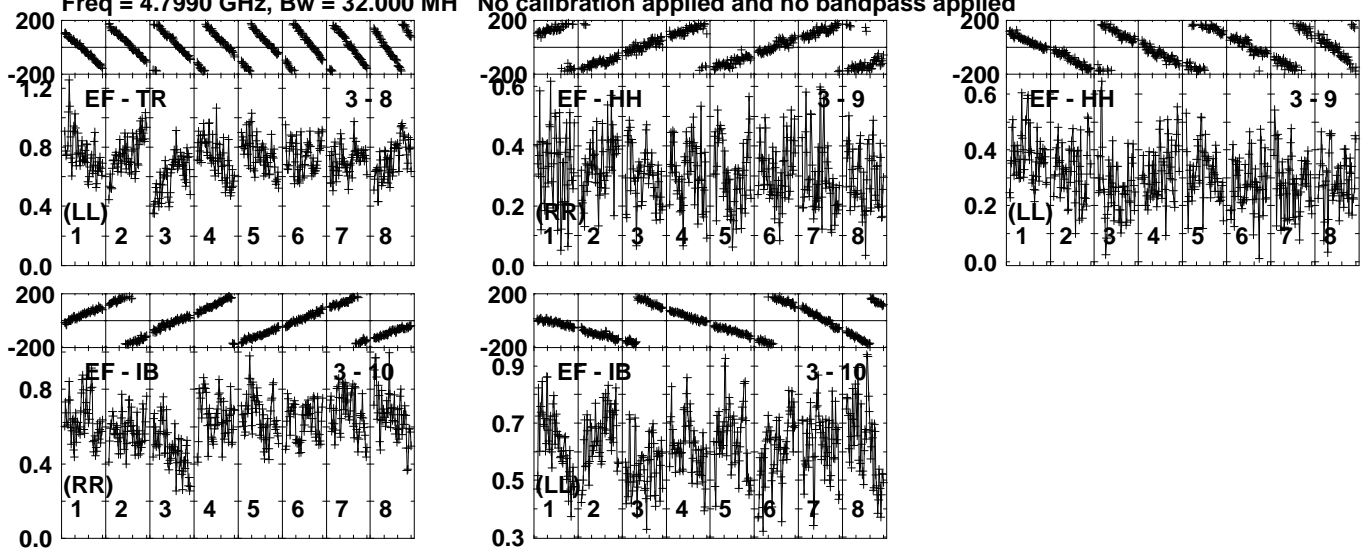 Freq = 4.7990 GHz, Bw = 32.000 MH No calibration applied and no bandpass applied
200
-200
1.2
0.8
0.4
0.0
EF - TR 3 - 8
(LL)
1 2 3 4 5 6 7 8
0.6
0.4
0.2
0.0
EF - HH 3 - 9
(RR)
1 2 3 4 5 6 7 8
200
-200
0.6
0.4
0.2
0.0
EF - HH 3 - 9
(LL)
1 2 3 4 5 6 7 8
200
-200
0.8
0.4
0.0
EF - IB 3 - 10
(RR)
1 2 3 4 5 6 7 8
200
-200
0.9
0.7
0.5
0.3
EF - IB 3 - 10
(LL)
1 2 3 4 5 6 7 8